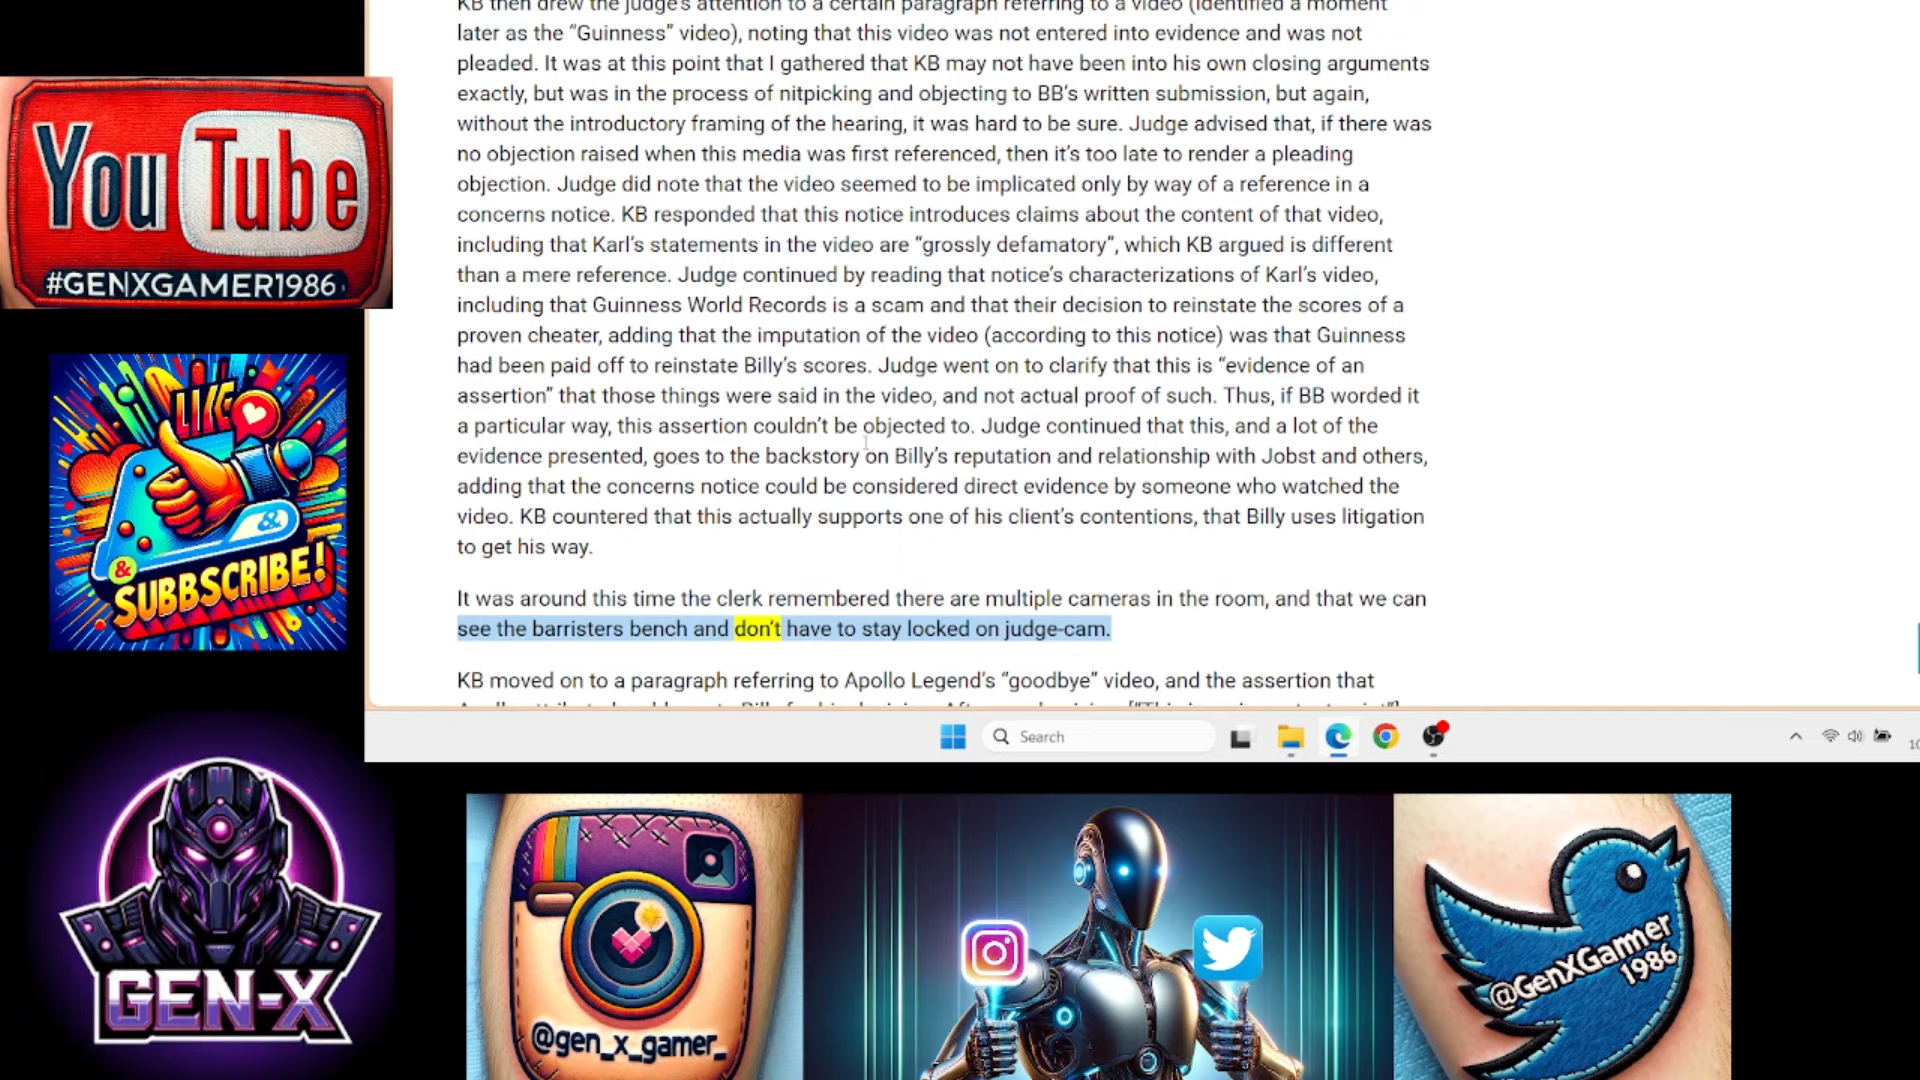 KB then drew the judge's attention to a certain paragraph referring to a video (identified a moment
later as the “Guinness” video), noting that this video was not entered into evidence and was not
pleaded. It was at this point that I gathered that KB may not have been into his own closing arguments
exactly, but was in the process of nitpicking and objecting to BB’s written submission, but again,
without the introductory framing of the hearing, it was hard to be sure. Judge advised that, if there was
no objection raised when this media was first referenced, then it’s too late to render a pleading
objection. Judge did note that the video seemed to be implicated only by way of a reference in a
concerns notice. KB responded that this notice introduces claims about the content of that video,
including that Karl’s statements in the video are “grossly defamatory”, which KB argued is different
than a mere reference. Judge continued by reading that notice’s characterizations of Karl’s video,
including that Guinness World Records is a scam and that their decision to reinstate the scores of a
proven cheater, adding that the imputation of the video (according to this notice) was that Guinness
had been paid off to reinstate Billy’s scores. Judge went on to clarify that this is “evidence of an
assertion” that those things were said in the video, and not actual proof of such. Thus, if BB worded it
a particular way, this assertion couldn’t be objected to. Judge continued that this, and a lot of the
evidence presented, goes to the backstory on Billy’s reputation and relationship with Jobst and others,
adding that the concerns notice could be considered direct evidence by someone who watched the
video. KB countered that this actually supports one of his client’s contentions, that Billy uses litigation
to get his way.
It was around this time the clerk remembered there are multiple cameras in the room, and that we can
see the barristers bench and don’t have to stay locked on judge-cam.
KB moved on to a paragraph referring to Apollo Legend’s “goodbye” video, and the assertion that
Search
You Tube
#GENXGAMER1986
LIKE
&
&
SUBBSCRIBE!
GEN-X
@gen_x_gamer_
@GenXGamer
1986